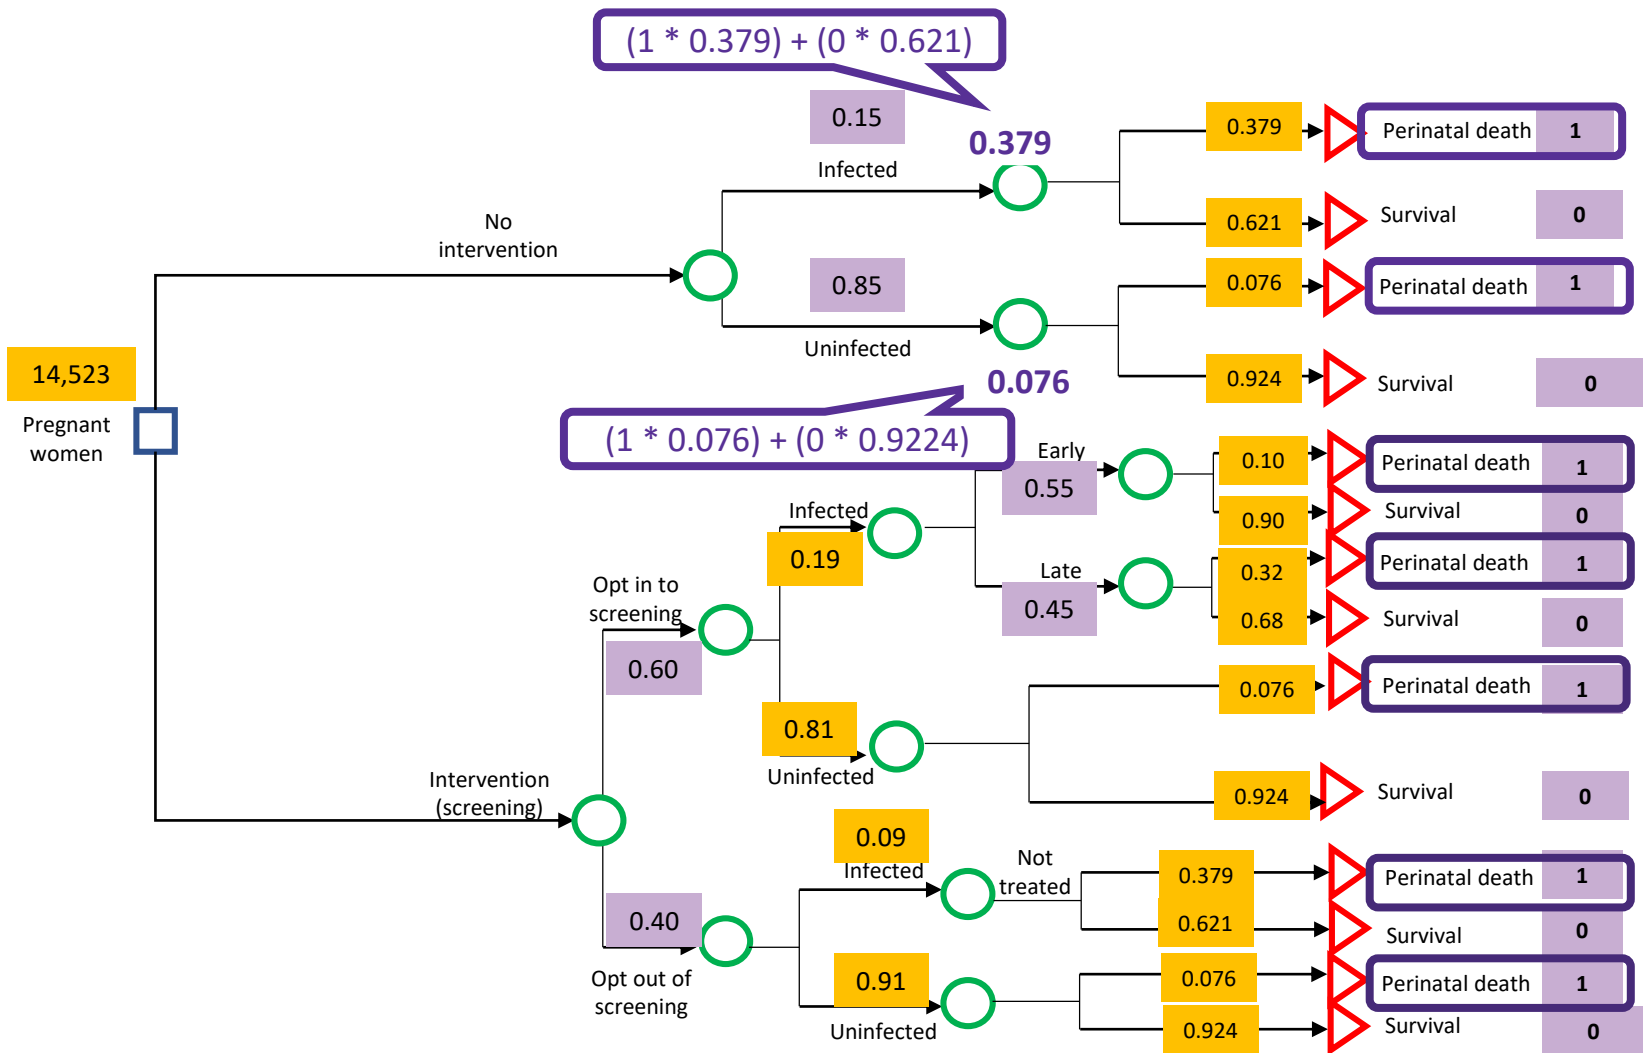 (1 * 0.379) + (0 * 0.621)
0.15
0.379
Infected
0.379
Perinatal death
1
0.621
Survival
0
No
intervention
0.85
Uninfected
0.076
0.076
Perinatal death
1
0.924
Survival
0
14,523
Pregnant
women
(1 * 0.076) + (0 * 0.9224)
Early
0.55
0.10
Perinatal death
1
0.90
Survival
0
Infected
0.19
Late
0.45
0.32
Perinatal death
1
0.68
Survival
0
Opt in to
screening
0.60
0.81
Uninfected
0.076
Perinatal death
1
0.924
Survival
0
Intervention
(screening)
0.09
Infected
Not
treated
0.379
Perinatal death
1
0.621
Survival
0
0.40
Opt out of
screening
0.91
Uninfected
0.076
Perinatal death
1
0.924
Survival
0